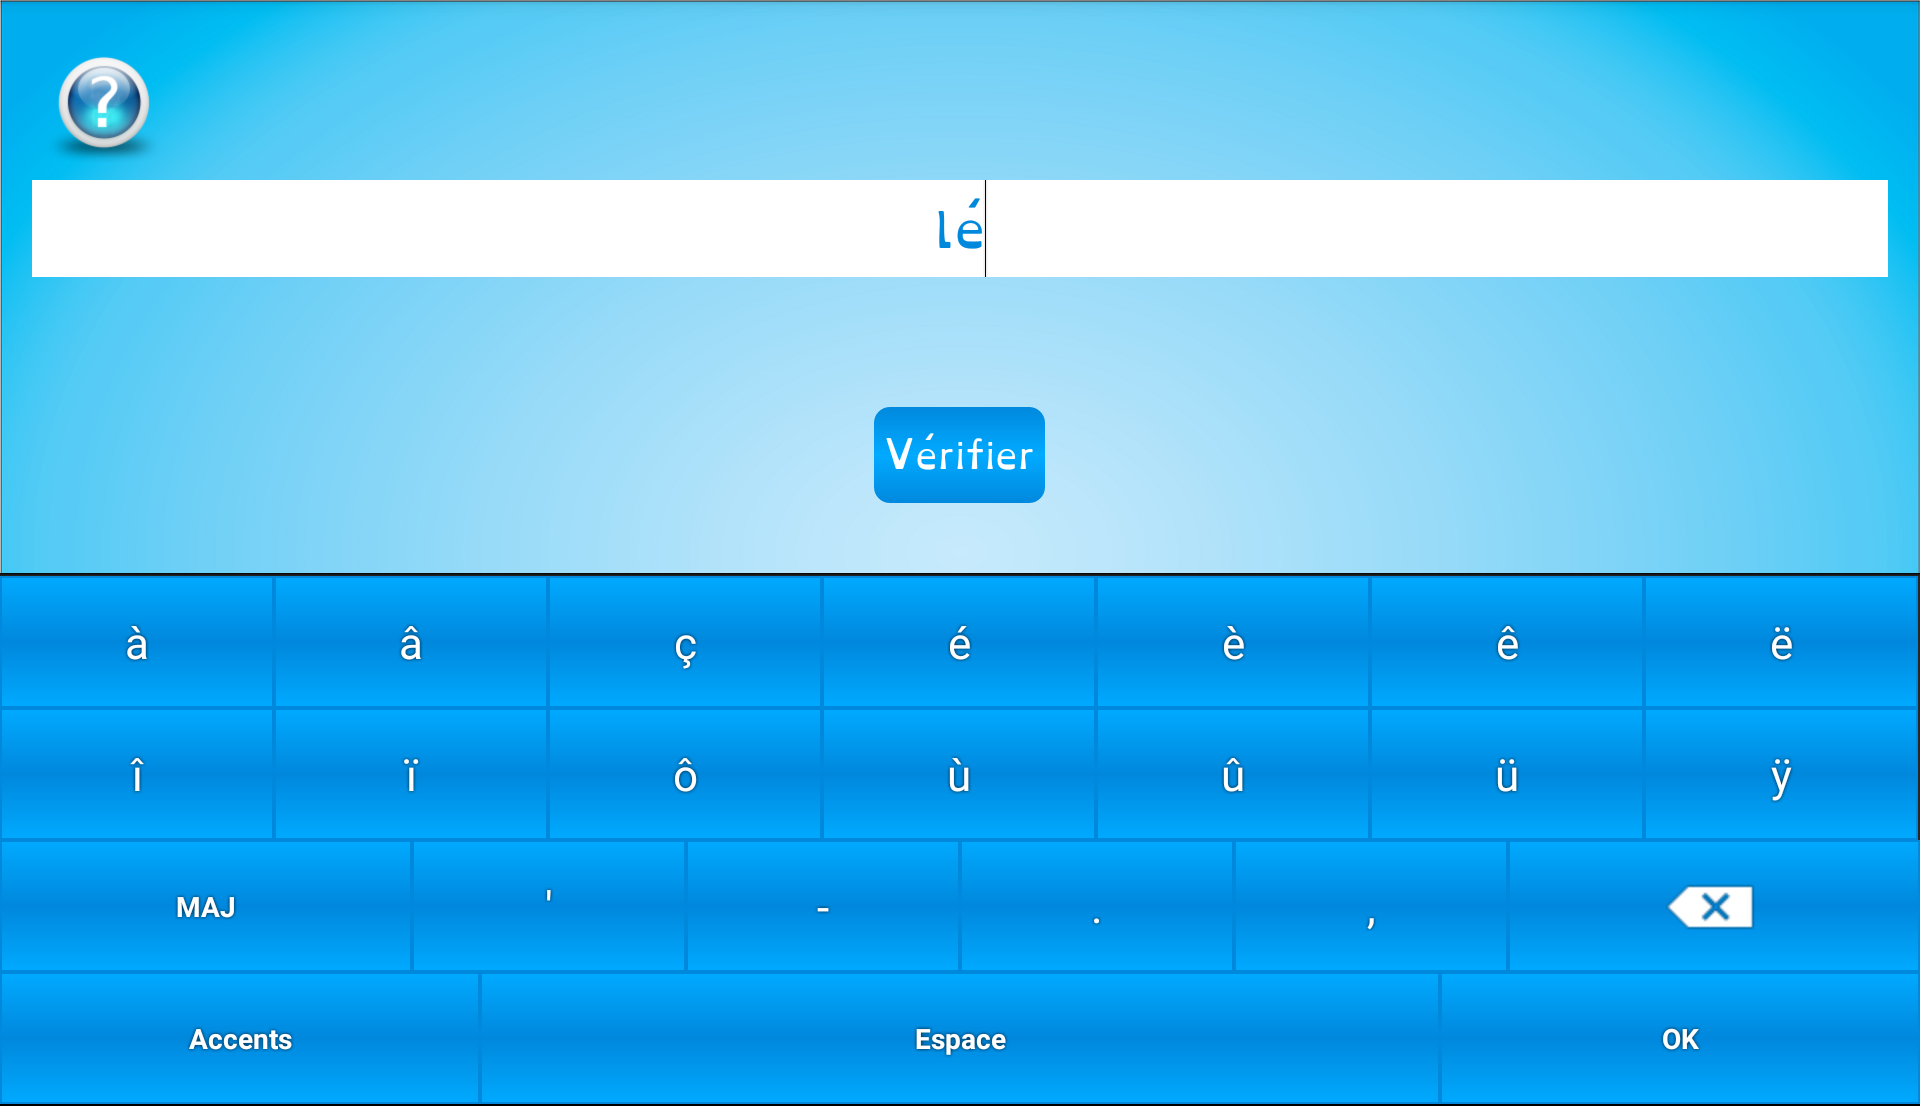 ?
lé
Vérifier
à â ç é è ê ë
î ï ô ù û ü ÿ
MAJ ' - . ,
Accents Espace OK